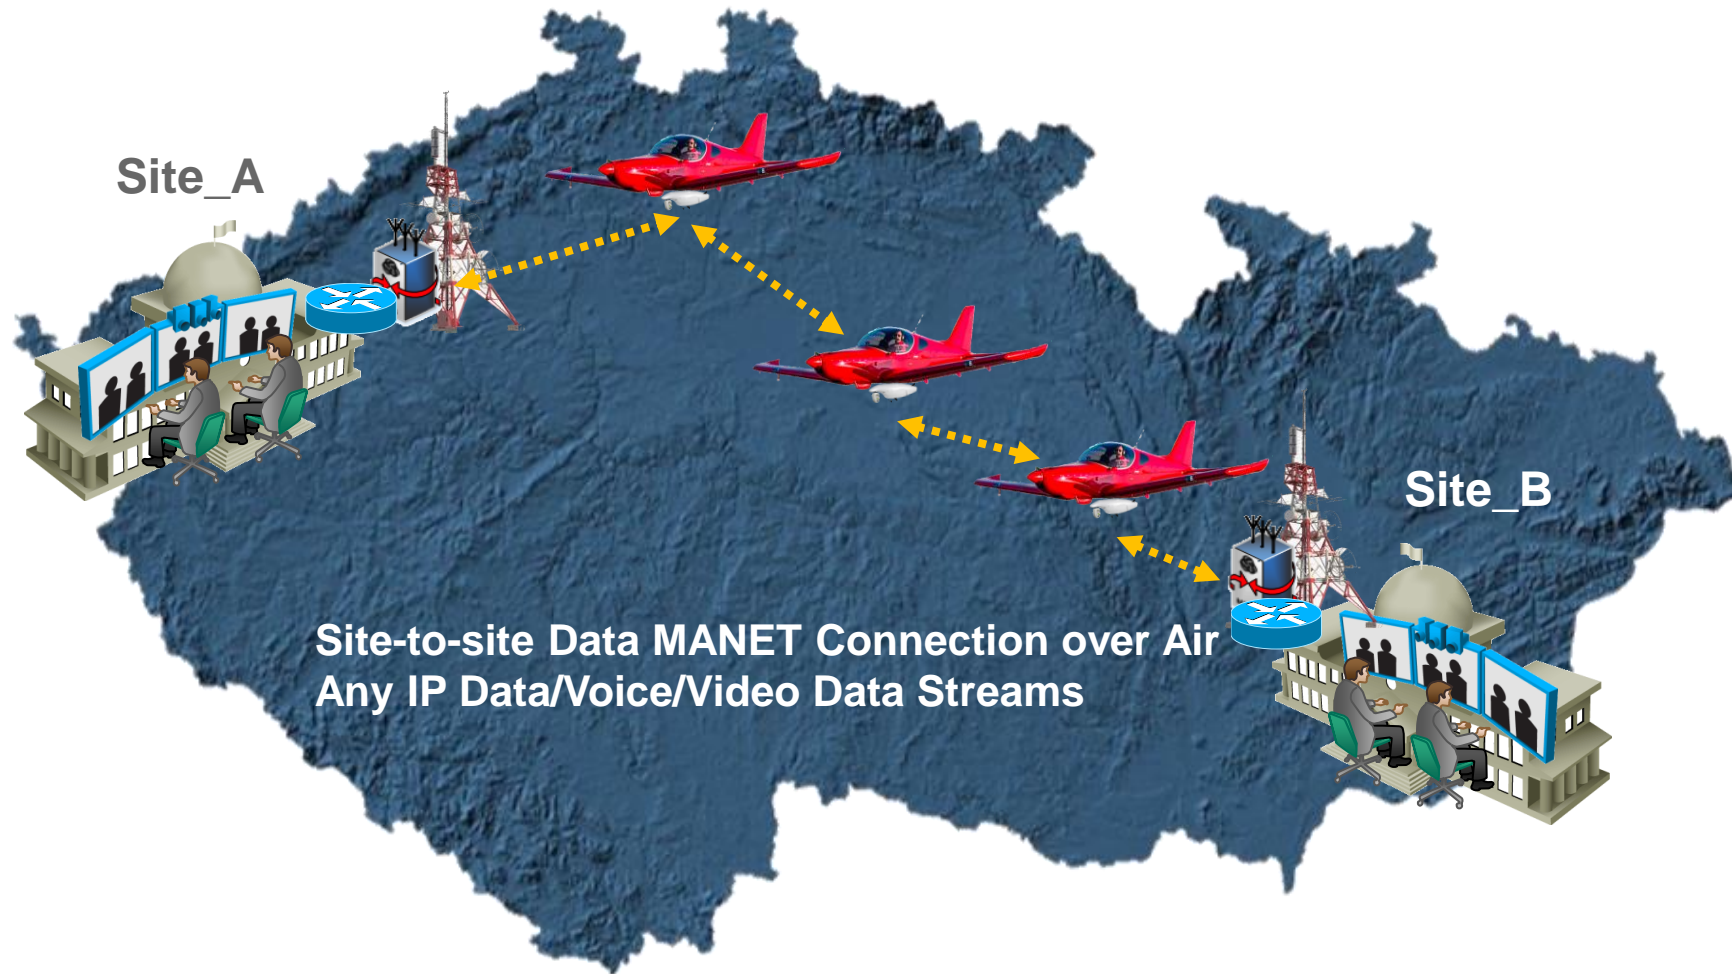 Site_A
Site_B
Site-to-site Data MANET Connection over Air
Any IP Data/Voice/Video Data Streams